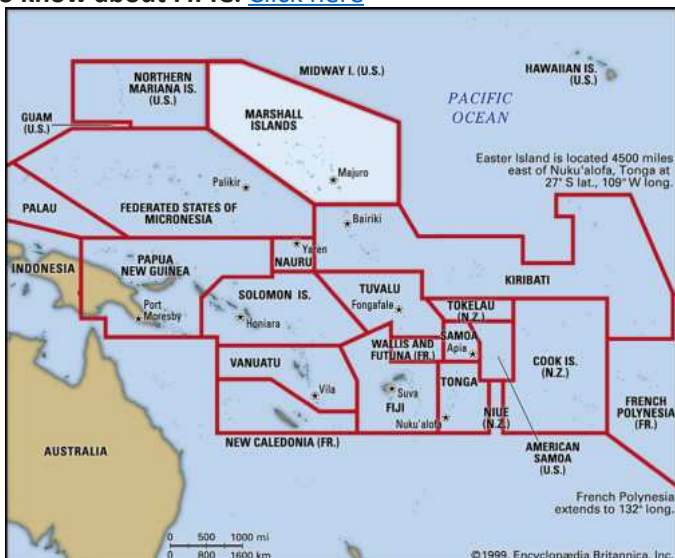 know about
Click here
NORTHERN
MARIANA IS.
(U.S.)
MIDWAY I. (U.S.)
HAWAIIAN IS.
(U.S.)
GUAM
(U.S.)
MARSHALL
ISLANDS
PACIFIC
OCEAN
Majuro
Easter Island is located 4500 miles
east of Nuku'alofa, Tonga at
27° S lat., 109° W long.
Palikir
PALAU
FEDERATED STATES OF
MICRONESIA
Bairiki
INDONESIA
PAPUA
NEW GUINEA
Yaren
NAURU
KIRIBATI
SOLOMON IS.
TUVALU
Fongafale
TOKELAU
(N.Z.)
Port
Moresby
Honiara
WALLIS AND
FUTUNA (FR.)
SAMOA
Apia
COOK IS.
(N.Z.)
VANUATU
Vila
Suva
FIJI
TONGA
Nuku'alofa
NIUE
(N.Z.)
FRENCH
POLYNESIA
(FR.)
AUSTRALIA
NEW CALEDONIA (FR.)
AMERICAN
SAMOA
(U.S.)
French Polynesia
extends to 132° long.
0 500 1000 mi
0 800 1600 km
©1999, Encyclopædia Britannica, Inc.